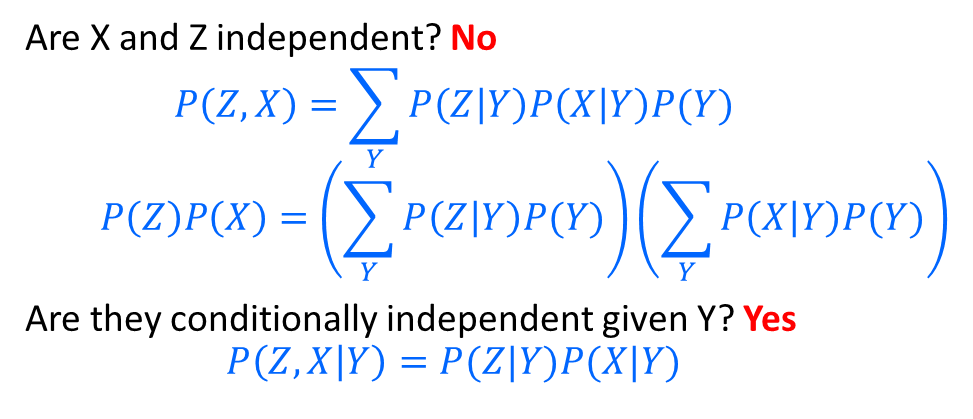 Are X and Z independent? No
P(Z, X) = ∑_Y P(Z|Y)P(X|Y)P(Y)
P(Z)P(X) = (∑_Y P(Z|Y)P(Y)) (∑_Y P(X|Y)P(Y))
Are they conditionally independent given Y? Yes
P(Z, X|Y) = P(Z|Y)P(X|Y)